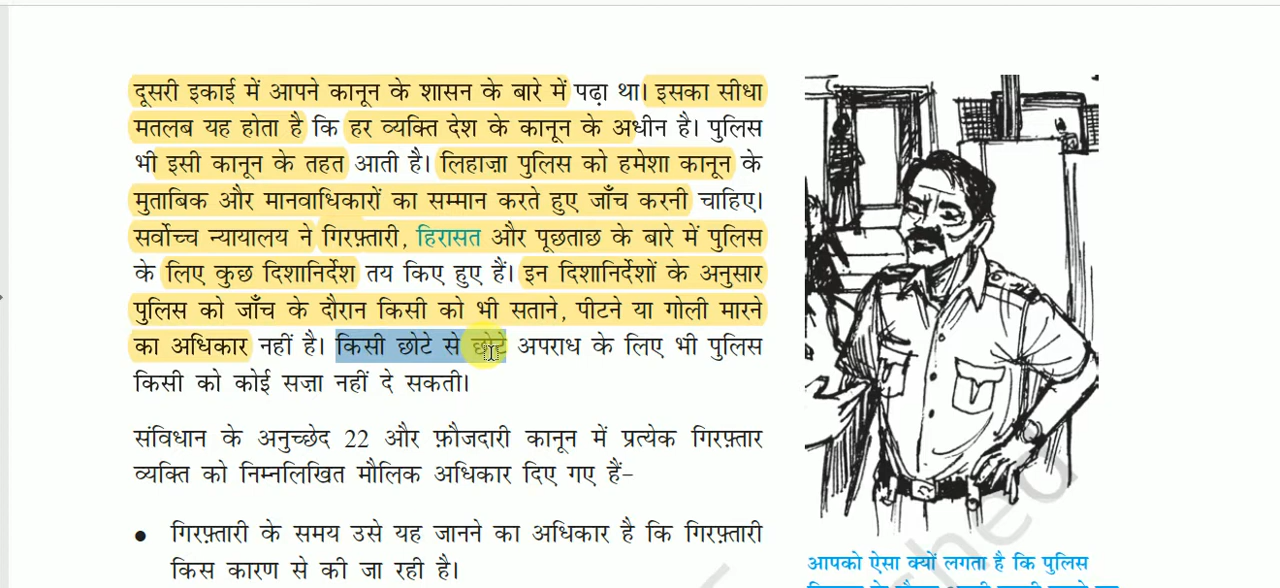 दूसरी इकाई में आपने कानून के शासन के बारे में पढ़ा था। इसका सीधा
मतलब यह होता है कि हर व्यक्ति देश के कानून के अधीन है। पुलिस
भी इसी कानून के तहत आती है। लिहाज़ा पुलिस को हमेशा कानून के
मुताबिक और मानवाधिकारों का सम्मान करते हुए जाँच करनी चाहिए।
सर्वोच्च न्यायालय ने गिरफ़्तारी, हिरासत और पूछताछ के बारे में पुलिस
के लिए कुछ दिशानिर्देश तय किए हुए हैं। इन दिशानिर्देशों के अनुसार
पुलिस को जाँच के दौरान किसी को भी सताने, पीटने या गोली मारने
का अधिकार नहीं है। किसी छोटे से छोटे अपराध के लिए भी पुलिस
किसी को कोई सज़ा नहीं दे सकती।
संविधान के अनुच्छेद 22 और फ़ौजदारी कानून में प्रत्येक गिरफ़्तार
व्यक्ति को निम्नलिखित मौलिक अधिकार दिए गए हैं–
● गिरफ़्तारी के समय उसे यह जानने का अधिकार है कि गिरफ़्तारी
किस कारण से की जा रही है।
आपको ऐसा क्यों लगता है कि पुलिस